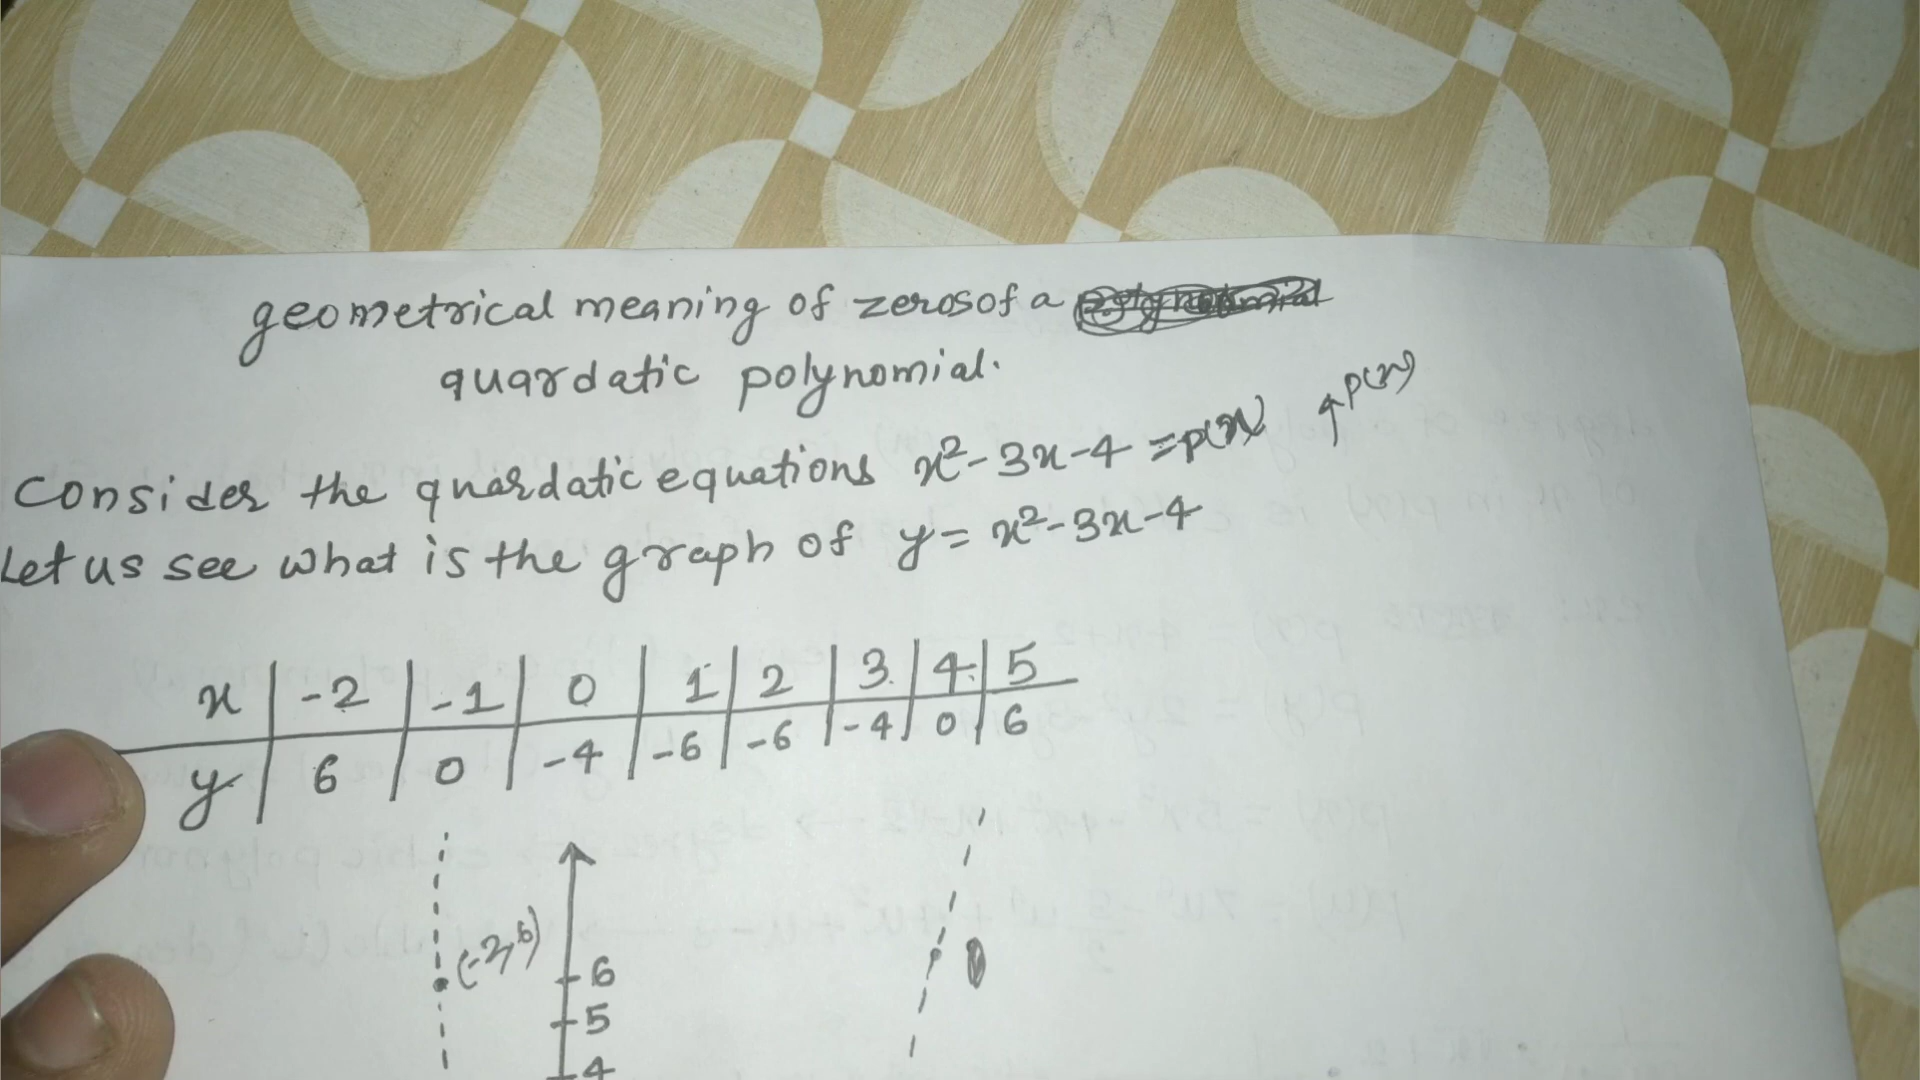 geometrical meaning of zeros of a
quardatic polynomial.
Consider the quardatic equations x²-3x-4 = p(x) p(x)
Let us see what is the graph of y = x²-3x-4
x | -2 | -1 | 0 | 1 | 2 | 3 | 4 | 5
y | 6 | 0 | -4 | -6 | -6 | -4 | 0 | 6
(-2,6)
6
5
4